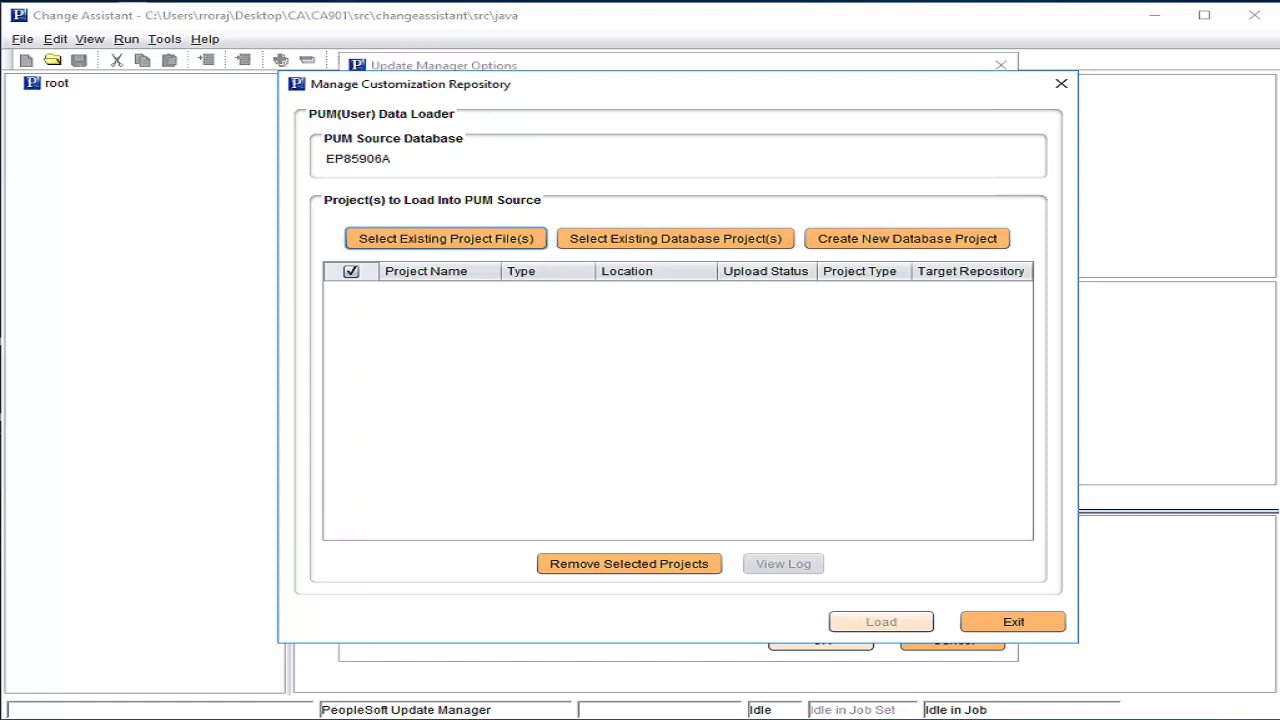 Change Assistant - C:\Users\rroraj\Desktop\CA\CA901\src\changeassistant\src\java
File Edit View Run Tools Help
root
Update Manager Options
Manage Customization Repository
PUM(User) Data Loader
PUM Source Database
EP85906A
Project(s) to Load Into PUM Source
Select Existing Project File(s) Select Existing Database Project(s) Create New Database Project
Project Name Type Location Upload Status Project Type Target Repository
Remove Selected Projects View Log
Load Exit
PeopleSoft Update Manager Idle Idle in Job Set Idle in Job